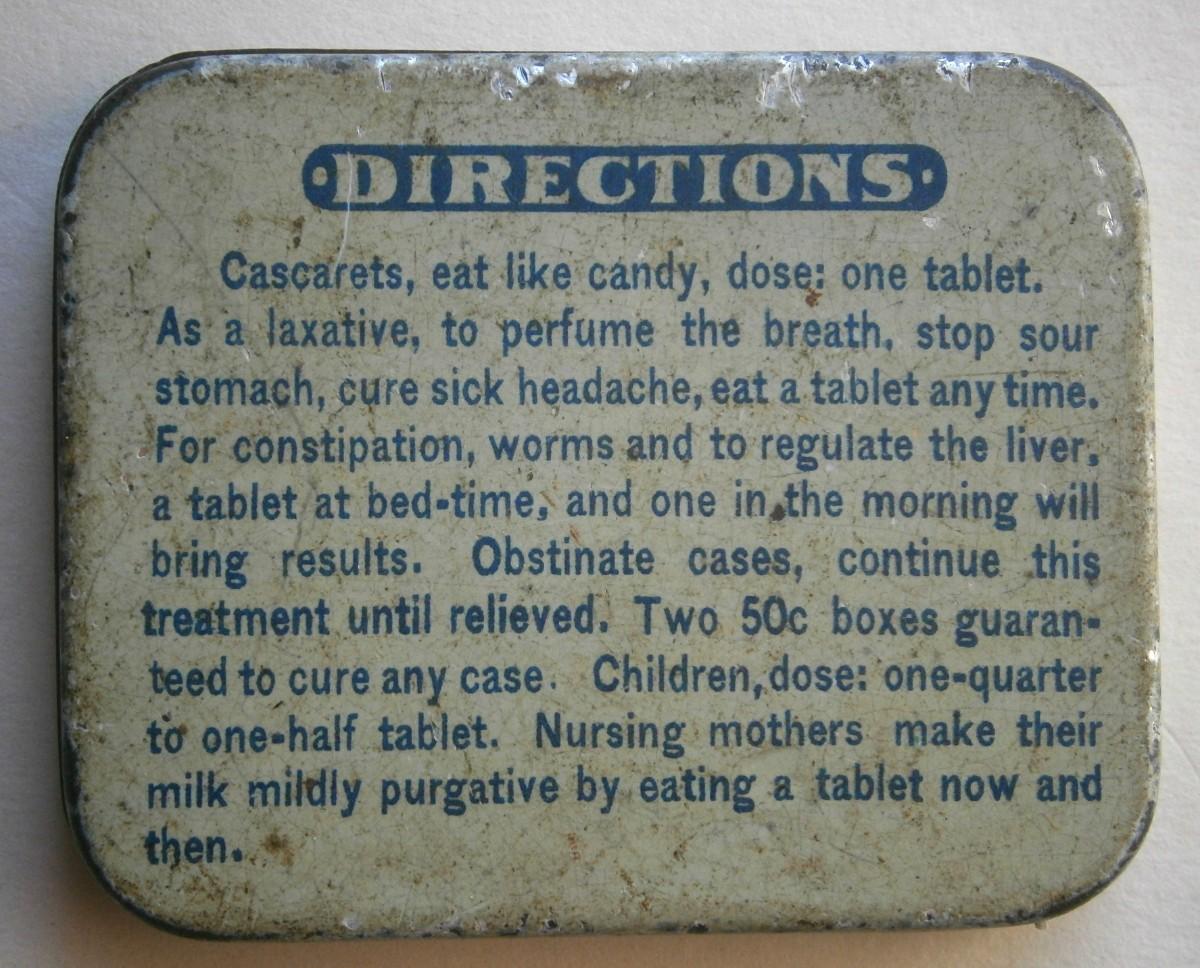 DIRECTIONS
Cascarets, eat like candy, dose: one tablet.
As a laxative, to perfume the breath, stop sour
stomach, cure sick headache, eat a tablet any time.
For constipation, worms and to regulate the liver,
a tablet at bed-time, and one in the morning will
bring results. Obstinate cases, continue this
treatment until relieved. Two 50c boxes guaran-
teed to cure any case. Children, dose: one-quarter
to one-half tablet. Nursing mothers make their
milk mildly purgative by eating a tablet now and
then.